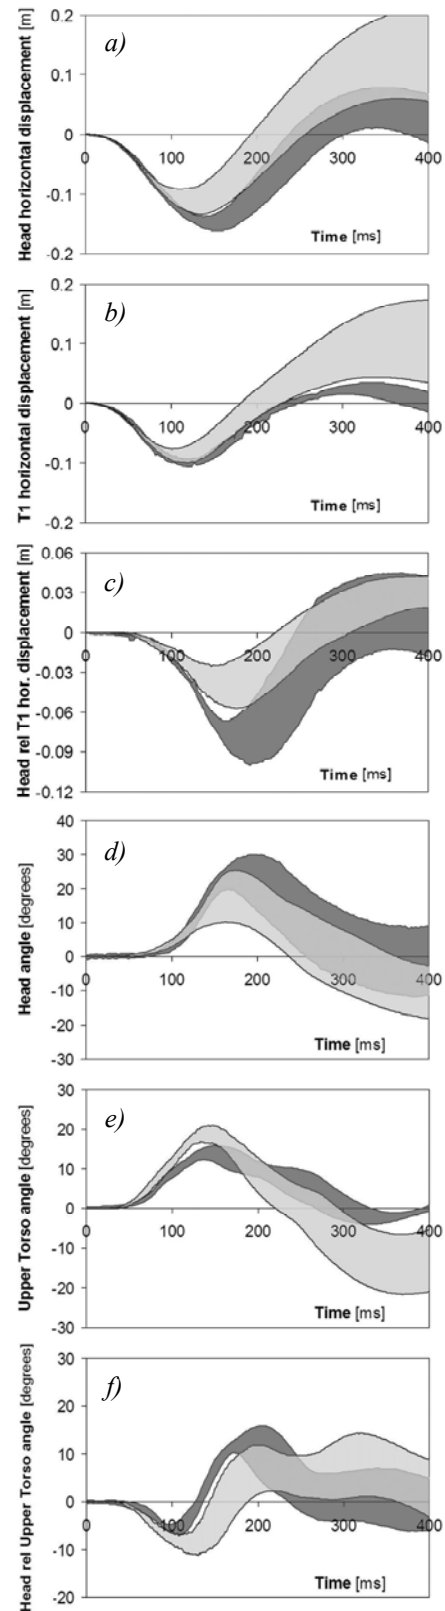 a)
Head horizontal displacement [m]
0.2
0.1
0
-0.1
-0.2
0 100 200 300 400
Time [ms]
b)
T1 horizontal displacement [m]
0.2
0.1
0
-0.1
-0.2
0 100 200 300 400
Time [ms]
c)
Head rel T1 hor. displacement [m]
0.06
0.03
0
-0.03
-0.06
-0.09
-0.12
0 100 200 300 400
Time [ms]
d)
Head angle [degrees]
40
30
20
10
0
-10
-20
-30
0 100 200 300 400
Time [ms]
e)
Upper Torso angle [degrees]
30
20
10
0
-10
-20
-30
0 100 200 300 400
Time [ms]
f)
Head rel Upper Torso angle [degrees]
30
20
10
0
-10
-20
0 100 200 300 400
Time [ms]